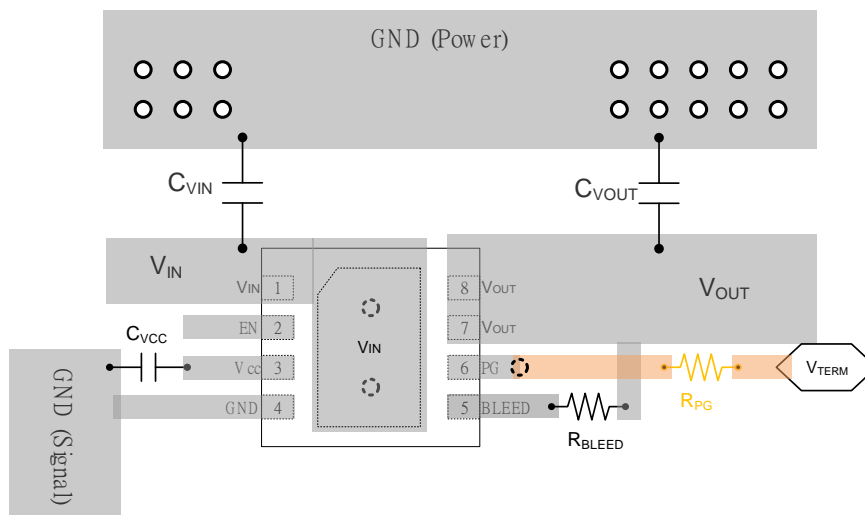 GND (Power)
CVIN
CVOUT
VIN
VOUT
VIN 1
8 VOUT
EN 2
7 VOUT
VIN
CVCC
Vcc 3
6 PG
VTERM
RPG
GND 4
5 BLEED
RBLEED
GND (Signal)